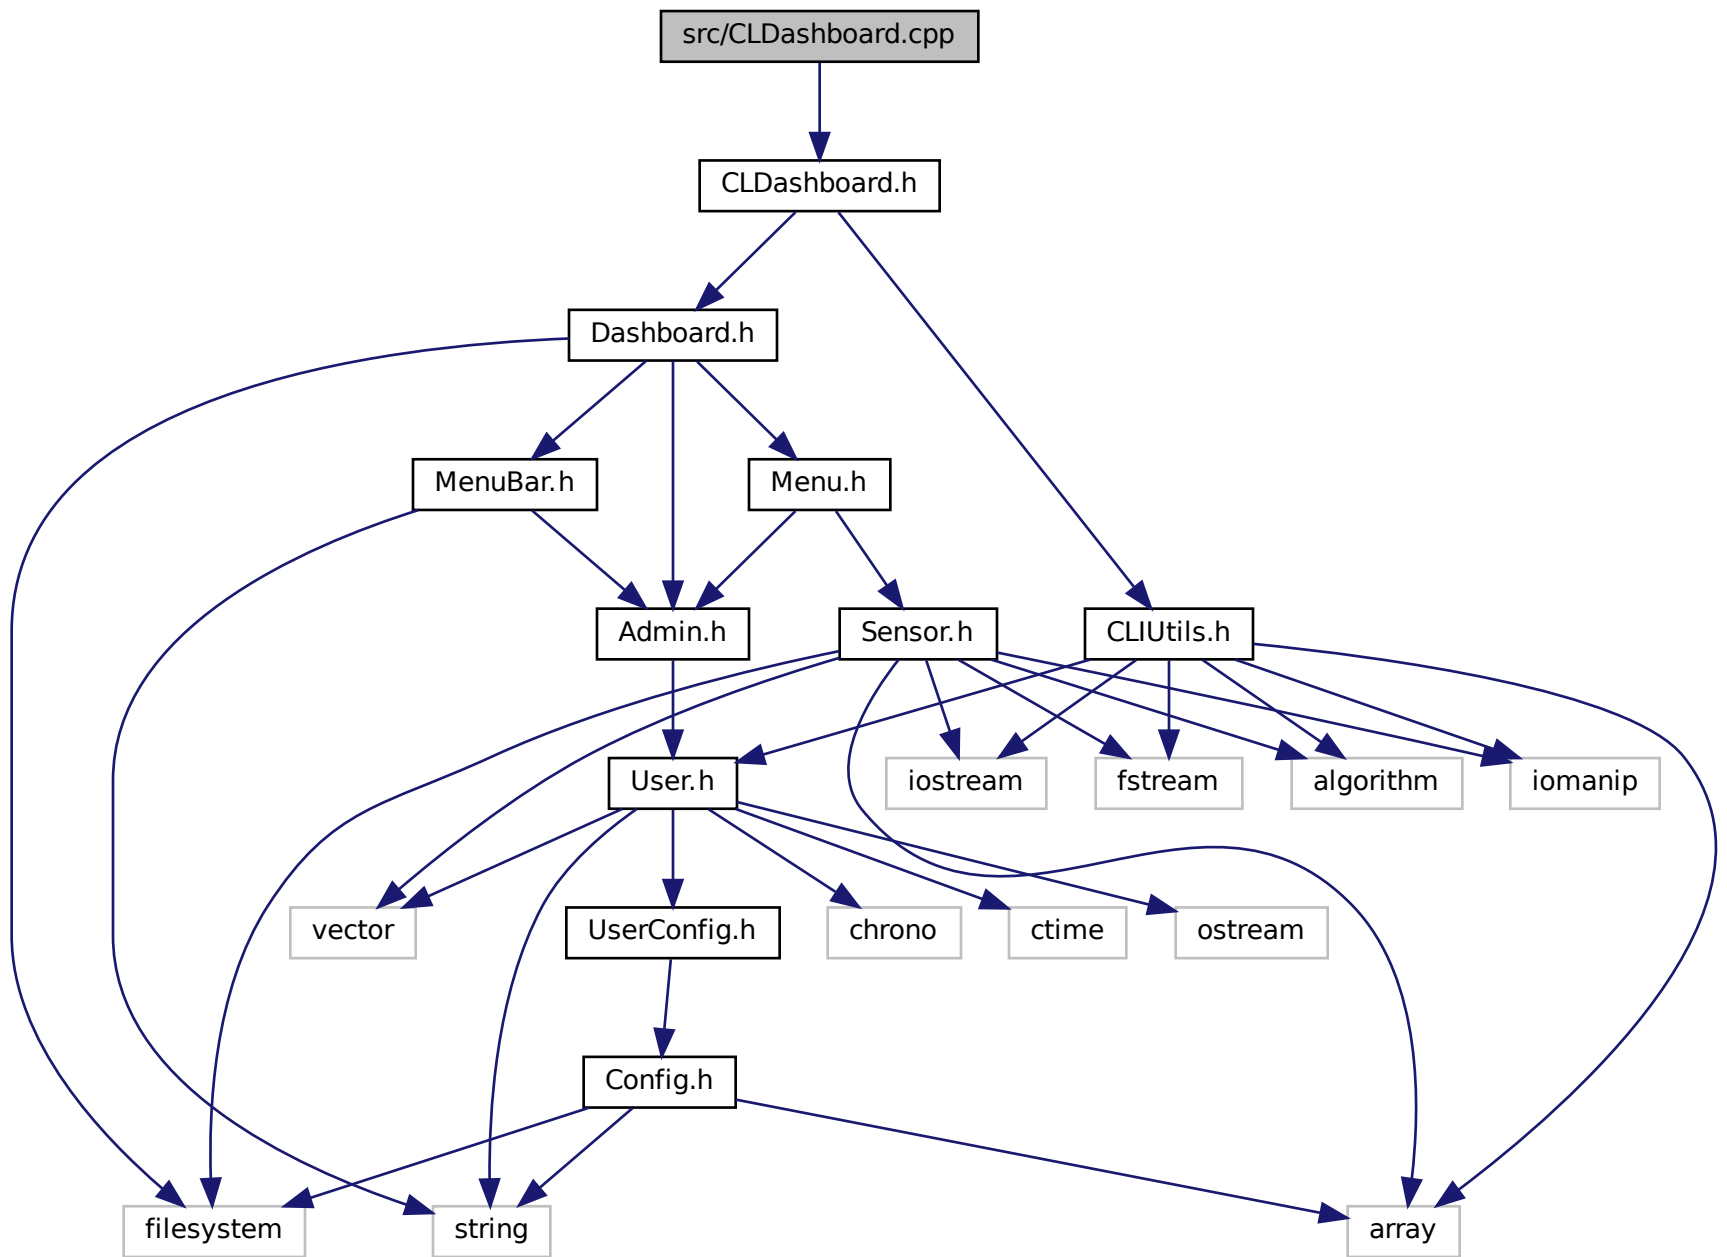 src/CLDashboard.cpp
CLDashboard.h
Dashboard.h
MenuBar.h
Menu.h
Admin.h
Sensor.h
CLIUtils.h
User.h
iostream
fstream
algorithm
iomanip
vector
UserConfig.h
chrono
ctime
ostream
Config.h
filesystem
string
array